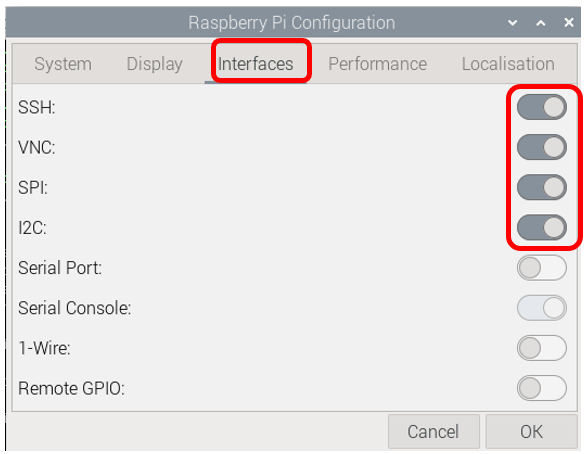 Raspberry Pi Configuration
System Display Interfaces Performance Localisation
SSH:
VNC:
SPI:
I2C:
Serial Port:
Serial Console:
1-Wire:
Remote GPIO:
Cancel OK